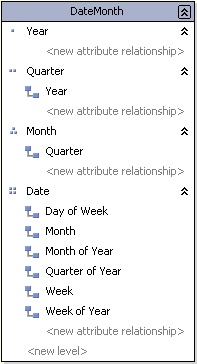 DateMonth
Year
<new attribute relationship>
Quarter
Year
<new attribute relationship>
Month
Quarter
<new attribute relationship>
Date
Day of Week
Month
Month of Year
Quarter of Year
Week
Week of Year
<new attribute relationship>
<new level>